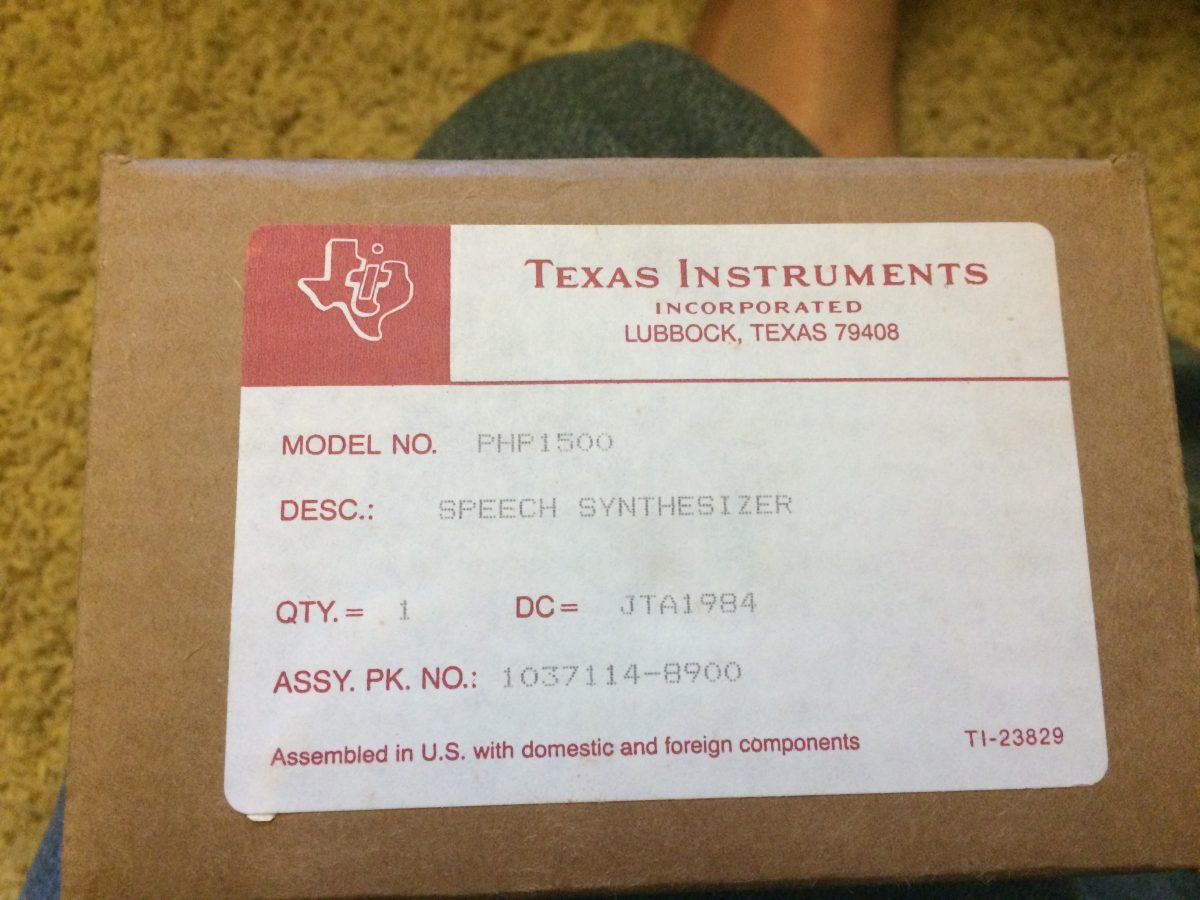 TEXAS INSTRUMENTS
INCORPORATED
LUBBOCK, TEXAS 79408
MODEL NO. PHP1500
DESC.: SPEECH SYNTHESIZER
QTY. = 1 DC = JTA1984
ASSY. PK. NO.: 1037114-8900
Assembled in U.S. with domestic and foreign components TI-23829